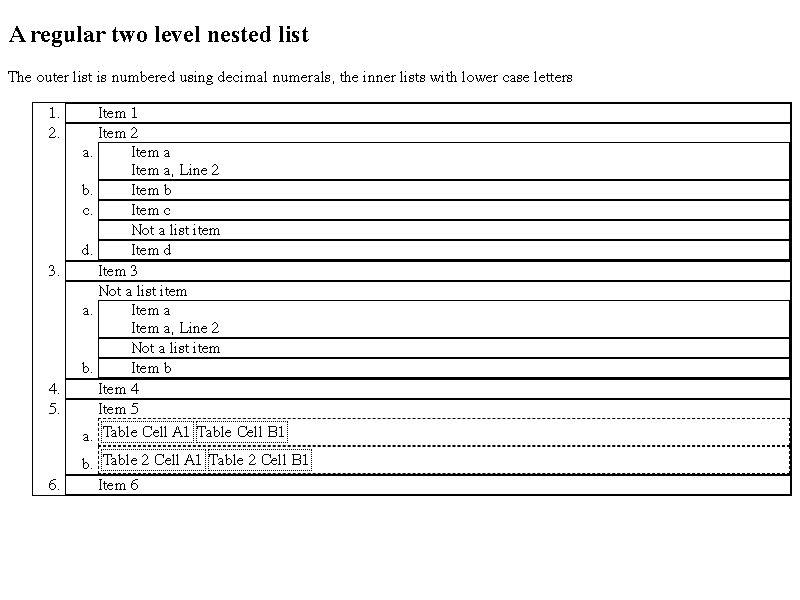 A regular two level nested list
The outer list is numbered using decimal numerals, the inner lists with lower case letters
1. Item 1
2. Item 2
a. Item a
Item a, Line 2
b. Item b
c. Item c
Not a list item
d. Item d
3. Item 3
Not a list item
a. Item a
Item a, Line 2
Not a list item
b. Item b
4. Item 4
5. Item 5
a. Table Cell A1 Table Cell B1
b. Table 2 Cell A1 Table 2 Cell B1
6. Item 6